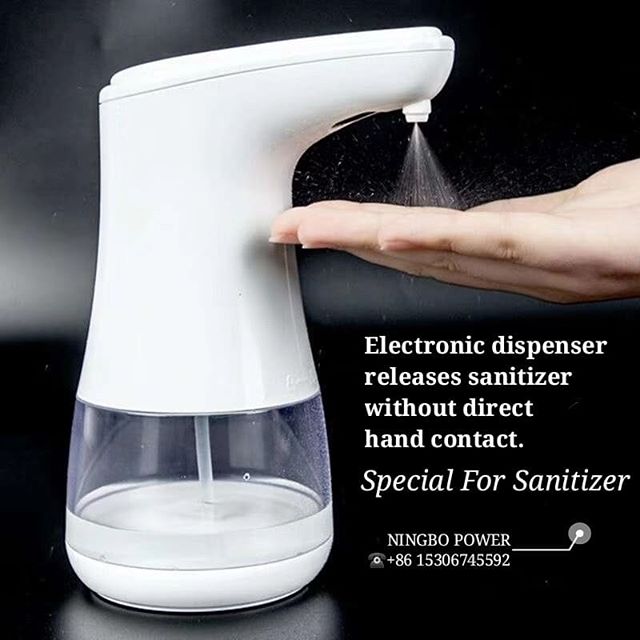 Electronic dispenser
releases sanitizer
without direct
hand contact.
Special For Sanitizer
NINGBO POWER
+86 15306745592